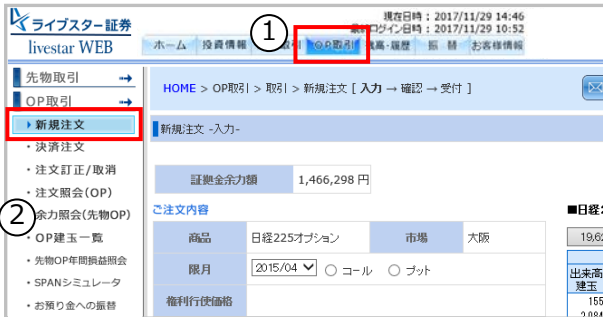 ライブスター証券
livestar WEB
現在日時：2017/11/29 14:46
ログイン日時：2017/11/29 10:52
①
ホーム
投資情報
取引
OP取引
残高・履歴
振替
お客様情報
先物取引
OP取引
新規注文
・決済注文
・注文訂正/取消
・注文照会(OP)
②
余力照会(先物OP)
・OP建玉一覧
・先物OP年間損益照会
・SPANシミュレータ
・お預り金への振替
HOME > OP取引 > 取引 > 新規注文 [ 入力 → 確認 → 受付 ]
新規注文 -入力-
証拠金余力額 1,466,298 円
ご注文内容
商品 日経225オプション 市場 大阪
限月 2015/04 コール プット
権利行使価格
■日経2
19,62
出来高
建玉
155
2,084